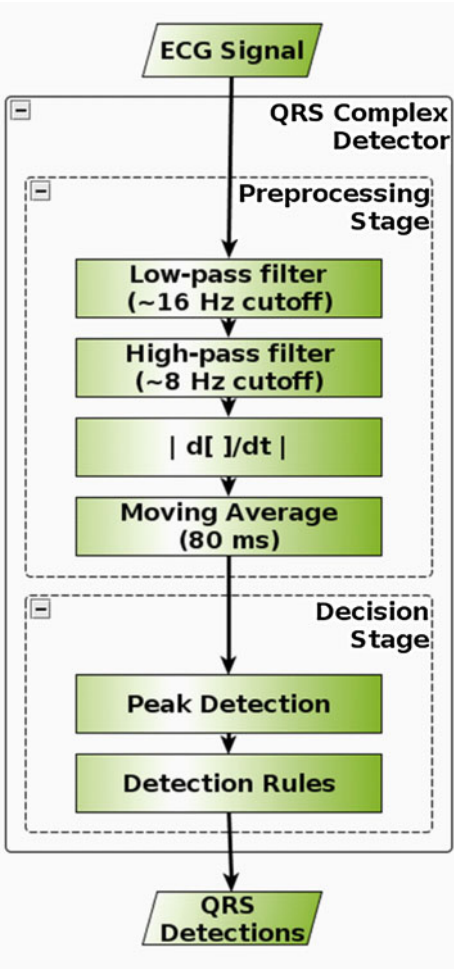 ECG Signal
QRS Complex
Detector
Preprocessing
Stage
Low-pass filter
(~16 Hz cutoff)
High-pass filter
(~8 Hz cutoff)
| d[ ]/dt |
Moving Average
(80 ms)
Decision
Stage
Peak Detection
Detection Rules
QRS
Detections